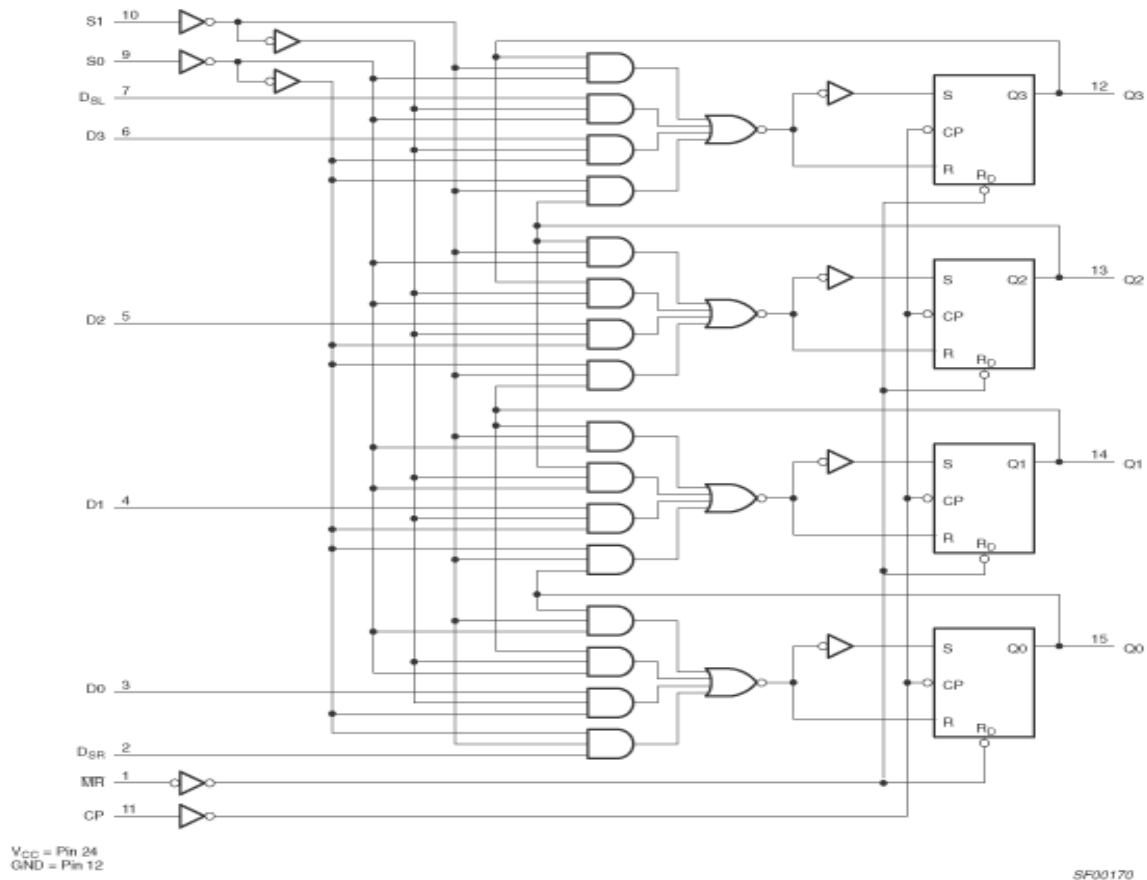 S1 10
S0 9
DSL 7
D3 6
D2 5
D1 4
D0 3
DSR 2
MR 1
CP 11
S Q3 12 Q3
CP
R RD
S Q2 13 Q2
CP
R RD
S Q1 14 Q1
CP
R RD
S Q0 15 Q0
CP
R RD
VCC = Pin 24
GND = Pin 12
SF00170